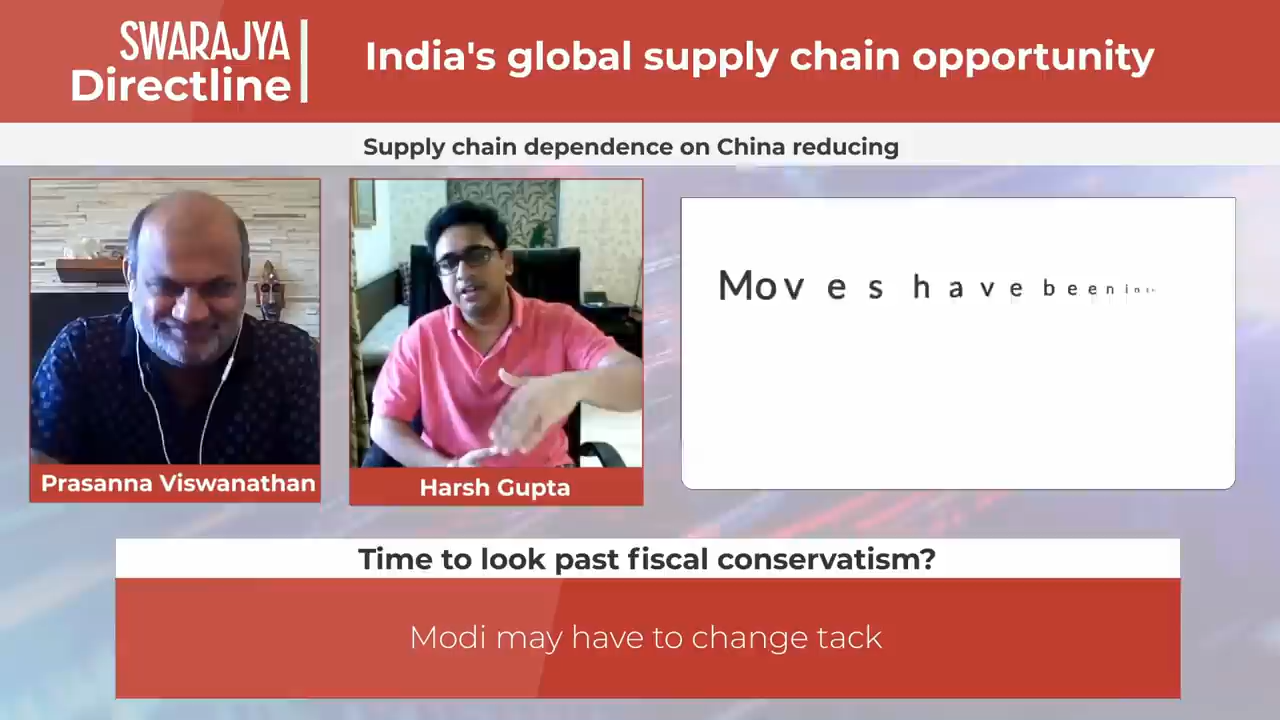 SWARAJYA
Directline
India's global supply chain opportunity
Supply chain dependence on China reducing
Moves have been
Prasanna Viswanathan
Harsh Gupta
Time to look past fiscal conservatism?
Modi may have to change tack